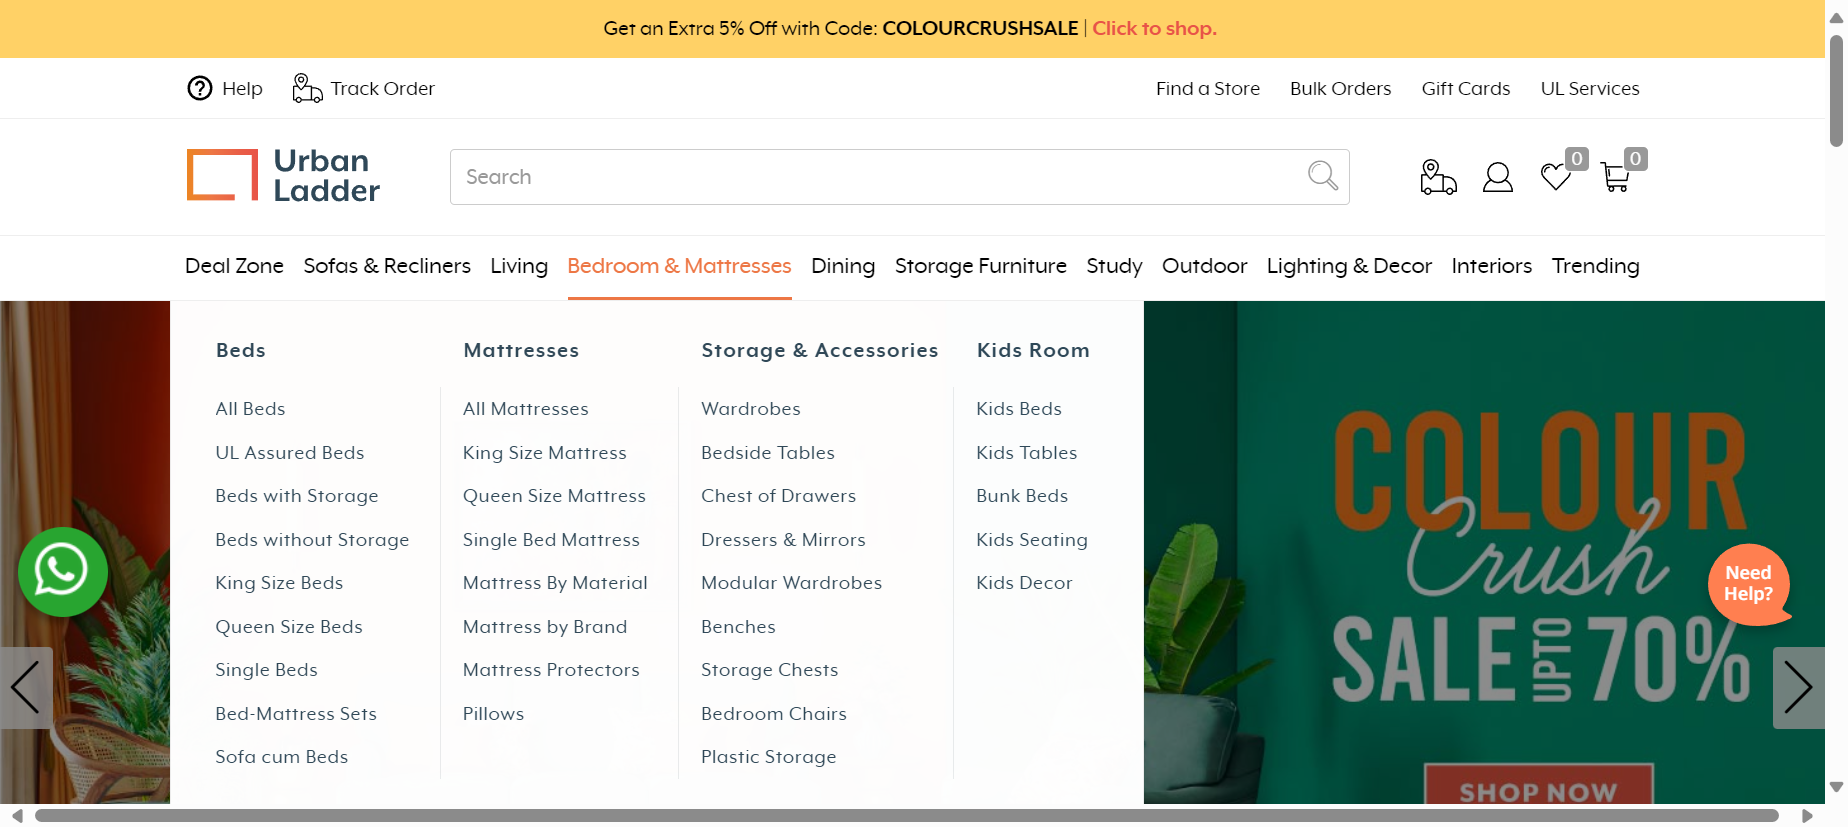 Get an Extra 5% Off with Code: COLOURCRUSHSALE | Click to shop.
Help
Track Order
Find a Store
Bulk Orders
Gift Cards
UL Services
Urban
Ladder
Search
0
0
Deal Zone
Sofas & Recliners
Living
Bedroom & Mattresses
Dining
Storage Furniture
Study
Outdoor
Lighting & Decor
Interiors
Trending
Beds
All Beds
UL Assured Beds
Beds with Storage
Beds without Storage
King Size Beds
Queen Size Beds
Single Beds
Bed-Mattress Sets
Sofa cum Beds
Mattresses
All Mattresses
King Size Mattress
Queen Size Mattress
Single Bed Mattress
Mattress By Material
Mattress by Brand
Mattress Protectors
Pillows
Storage & Accessories
Wardrobes
Bedside Tables
Chest of Drawers
Dressers & Mirrors
Modular Wardrobes
Benches
Storage Chests
Bedroom Chairs
Plastic Storage
Kids Room
Kids Beds
Kids Tables
Bunk Beds
Kids Seating
Kids Decor
COLOUR
Crush
SALE UPTO 70%
SHOP NOW
Need
Help?